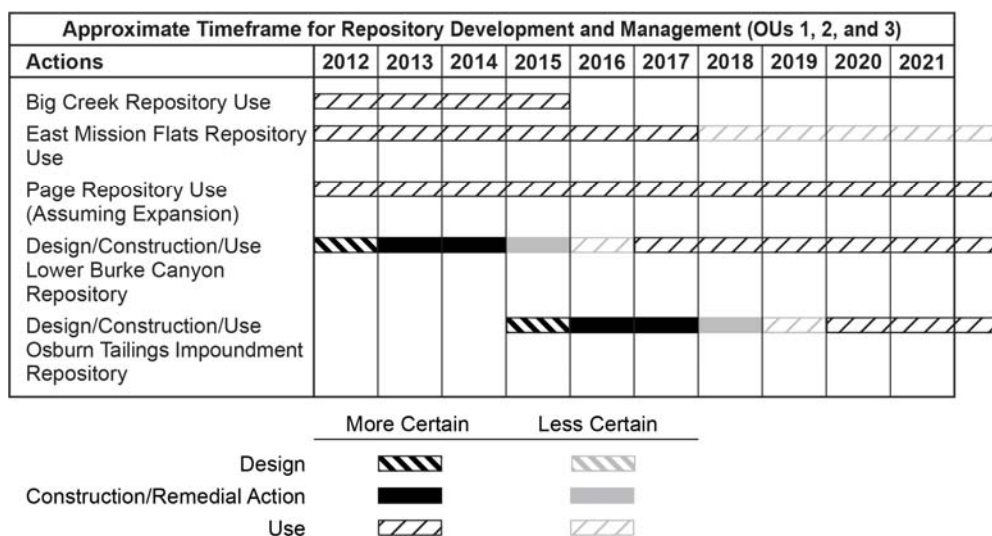 Approximate Timeframe for Repository Development and Management (OUs 1, 2, and 3)
Actions 2012 2013 2014 2015 2016 2017 2018 2019 2020 2021
Big Creek Repository Use
East Mission Flats Repository
Use
Page Repository Use
(Assuming Expansion)
Design/Construction/Use
Lower Burke Canyon
Repository
Design/Construction/Use
Osburn Tailings Impoundment
Repository
More Certain Less Certain
Design
Construction/Remedial Action
Use